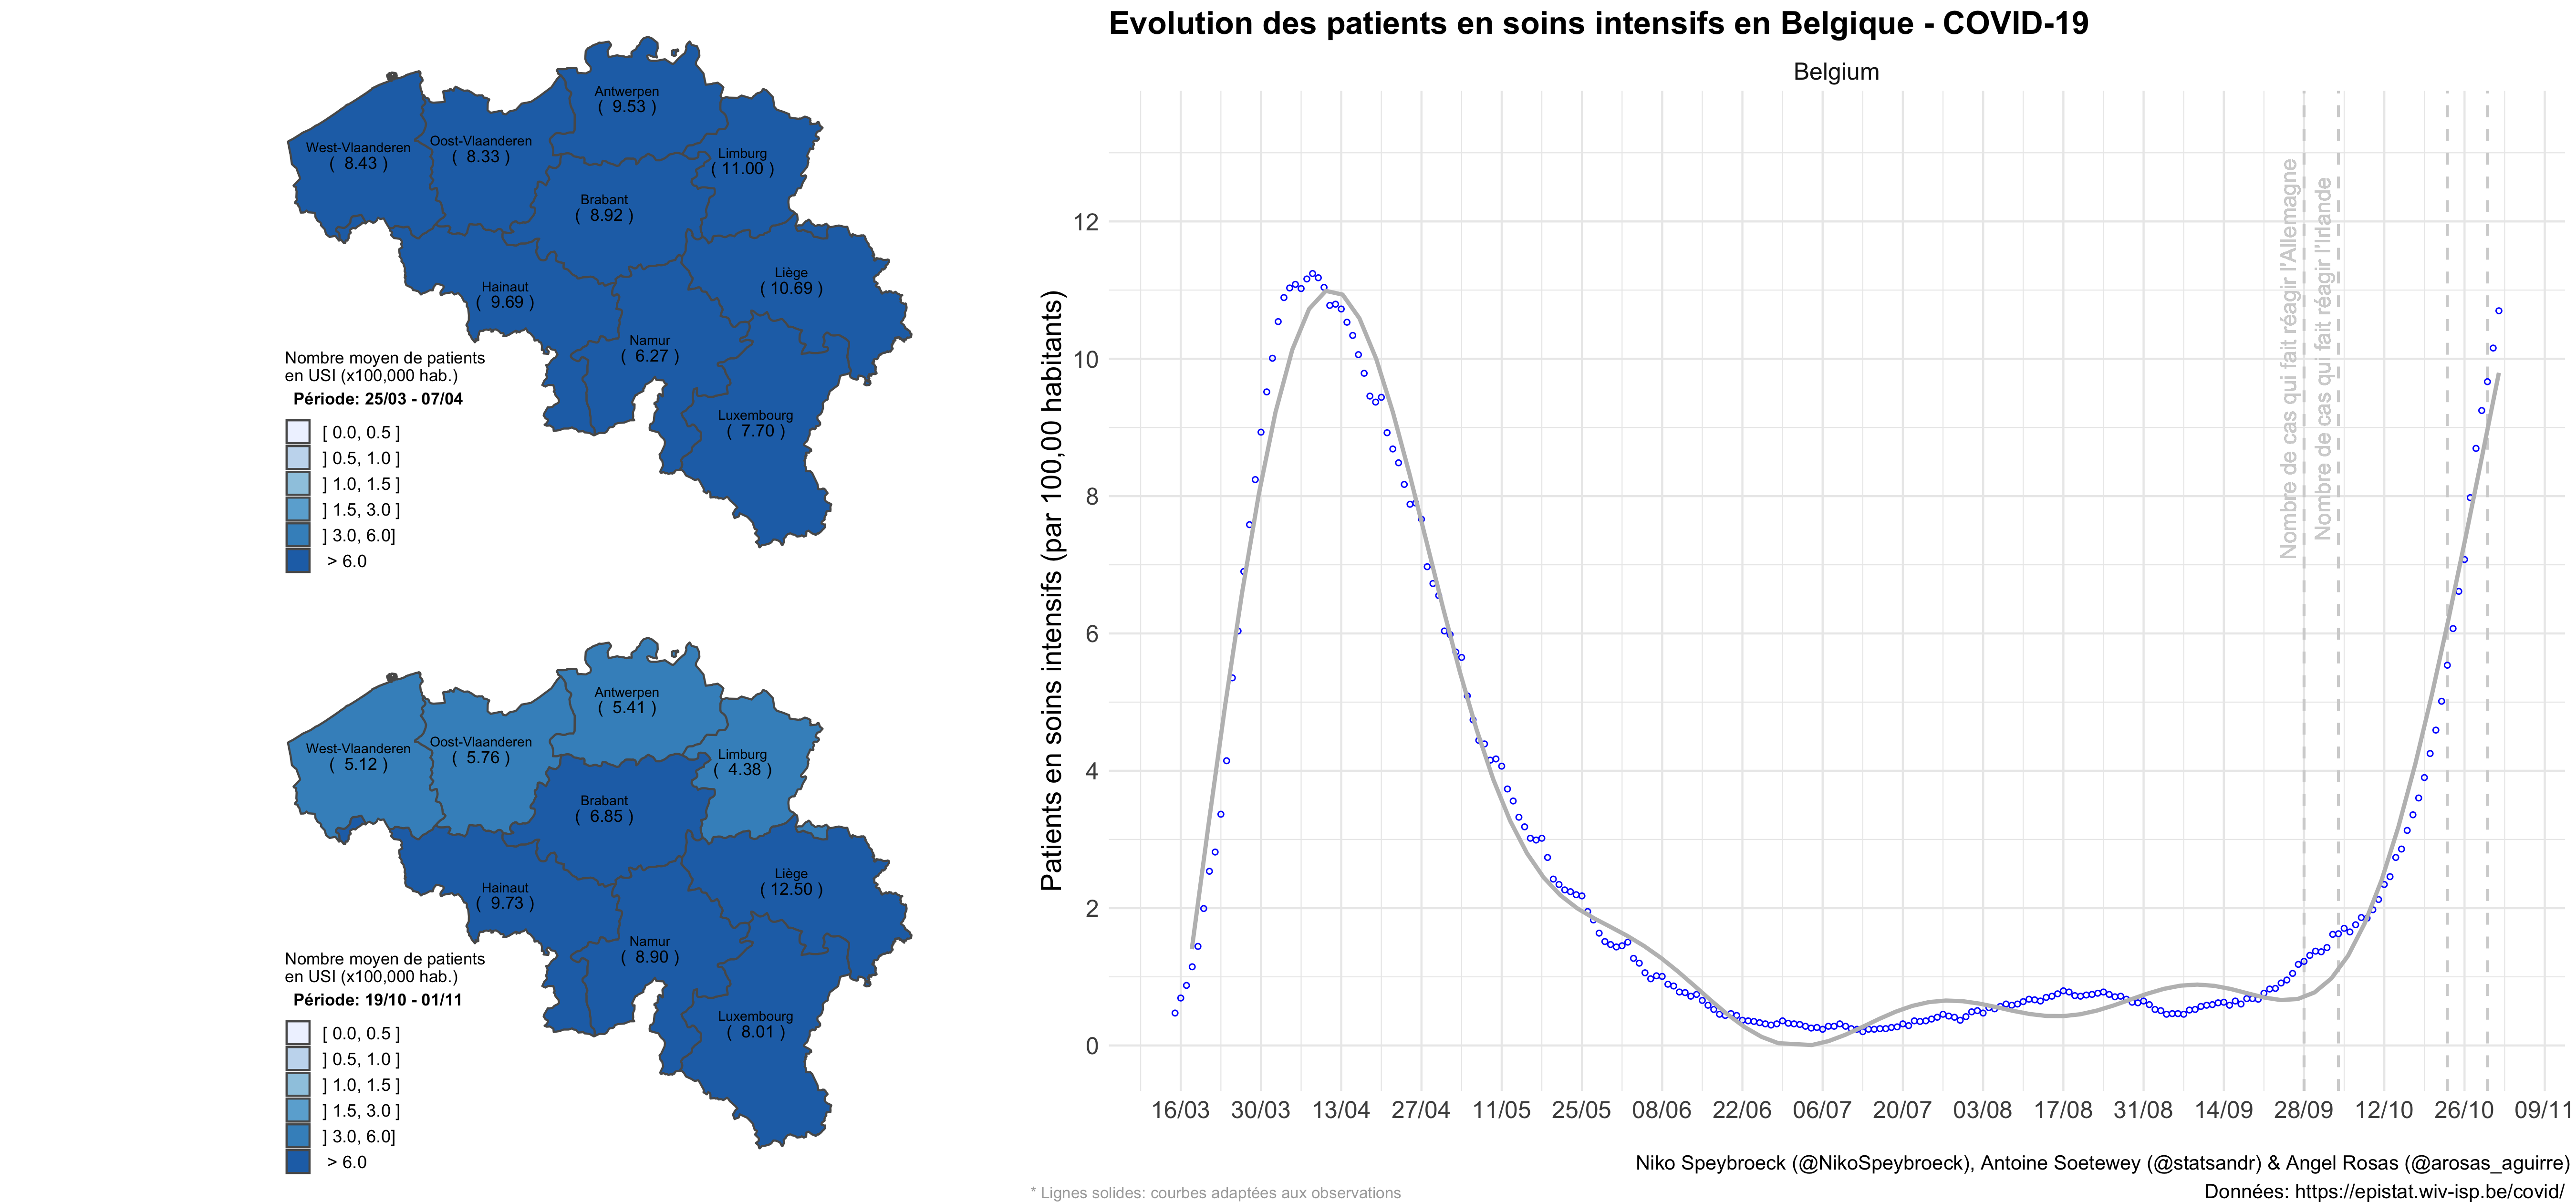 Evolution des patients en soins intensifs en Belgique - COVID-19
Belgium
Antwerpen
( 9.53 )
West-Vlaanderen
( 8.43 )
Oost-Vlaanderen
( 8.33 )
Limburg
( 11.00 )
Brabant
( 8.92 )
Liège
( 10.69 )
Hainaut
( 9.69 )
Namur
( 6.27 )
Luxembourg
( 7.70 )
Nombre moyen de patients
en USI (x100,000 hab.)
Période: 25/03 - 07/04
[ 0.0, 0.5 ]
] 0.5, 1.0 ]
] 1.0, 1.5 ]
] 1.5, 3.0 ]
] 3.0, 6.0]
> 6.0
Antwerpen
( 5.41 )
West-Vlaanderen
( 5.12 )
Oost-Vlaanderen
( 5.76 )
Limburg
( 4.38 )
Brabant
( 6.85 )
Liège
( 12.50 )
Hainaut
( 9.73 )
Namur
( 8.90 )
Luxembourg
( 8.01 )
Nombre moyen de patients
en USI (x100,000 hab.)
Période: 19/10 - 01/11
[ 0.0, 0.5 ]
] 0.5, 1.0 ]
] 1.0, 1.5 ]
] 1.5, 3.0 ]
] 3.0, 6.0]
> 6.0
Patients en soins intensifs (par 100,00 habitants)
12
10
8
6
4
2
0
Nombre de cas qui fait réagir l'Allemagne
Nombre de cas qui fait réagir l'Irlande
16/03 30/03 13/04 27/04 11/05 25/05 08/06 22/06 06/07 20/07 03/08 17/08 31/08 14/09 28/09 12/10 26/10 09/11
Niko Speybroeck (@NikoSpeybroeck), Antoine Soetewey (@statsandr) & Angel Rosas (@arosas_aguirre)
* Lignes solides: courbes adaptées aux observations
Données: https://epistat.wiv-isp.be/covid/